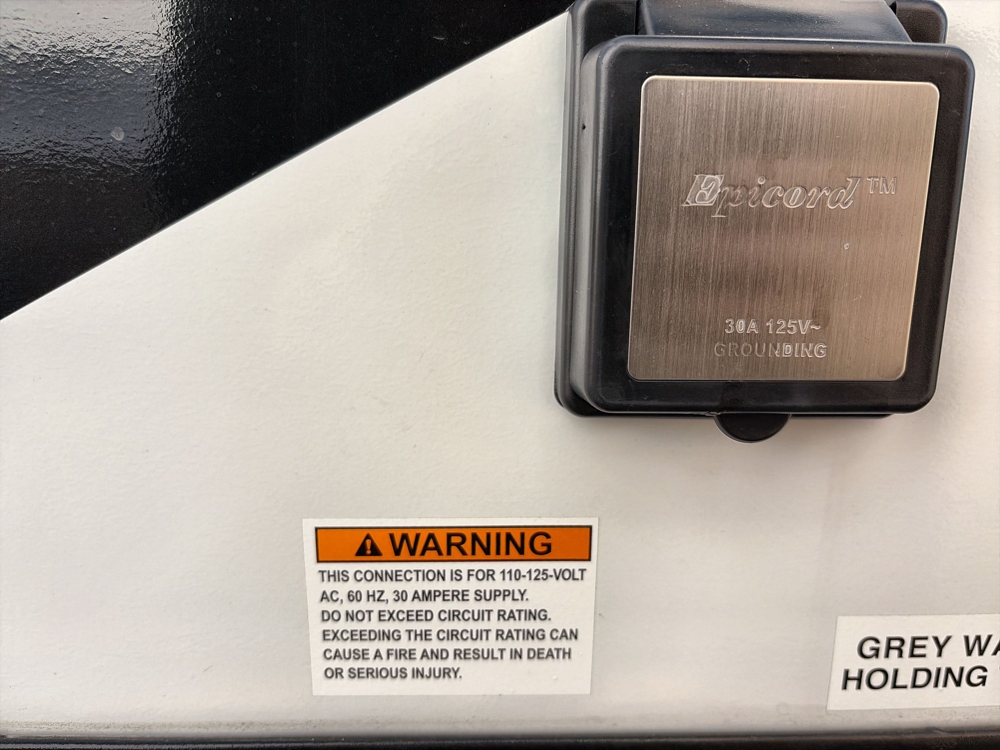 Epicord™
30A 125V~
GROUNDING
WARNING
THIS CONNECTION IS FOR 110-125-VOLT
AC, 60 HZ, 30 AMPERE SUPPLY.
DO NOT EXCEED CIRCUIT RATING.
EXCEEDING THE CIRCUIT RATING CAN
CAUSE A FIRE AND RESULT IN DEATH
OR SERIOUS INJURY.
GREY
HOLDING